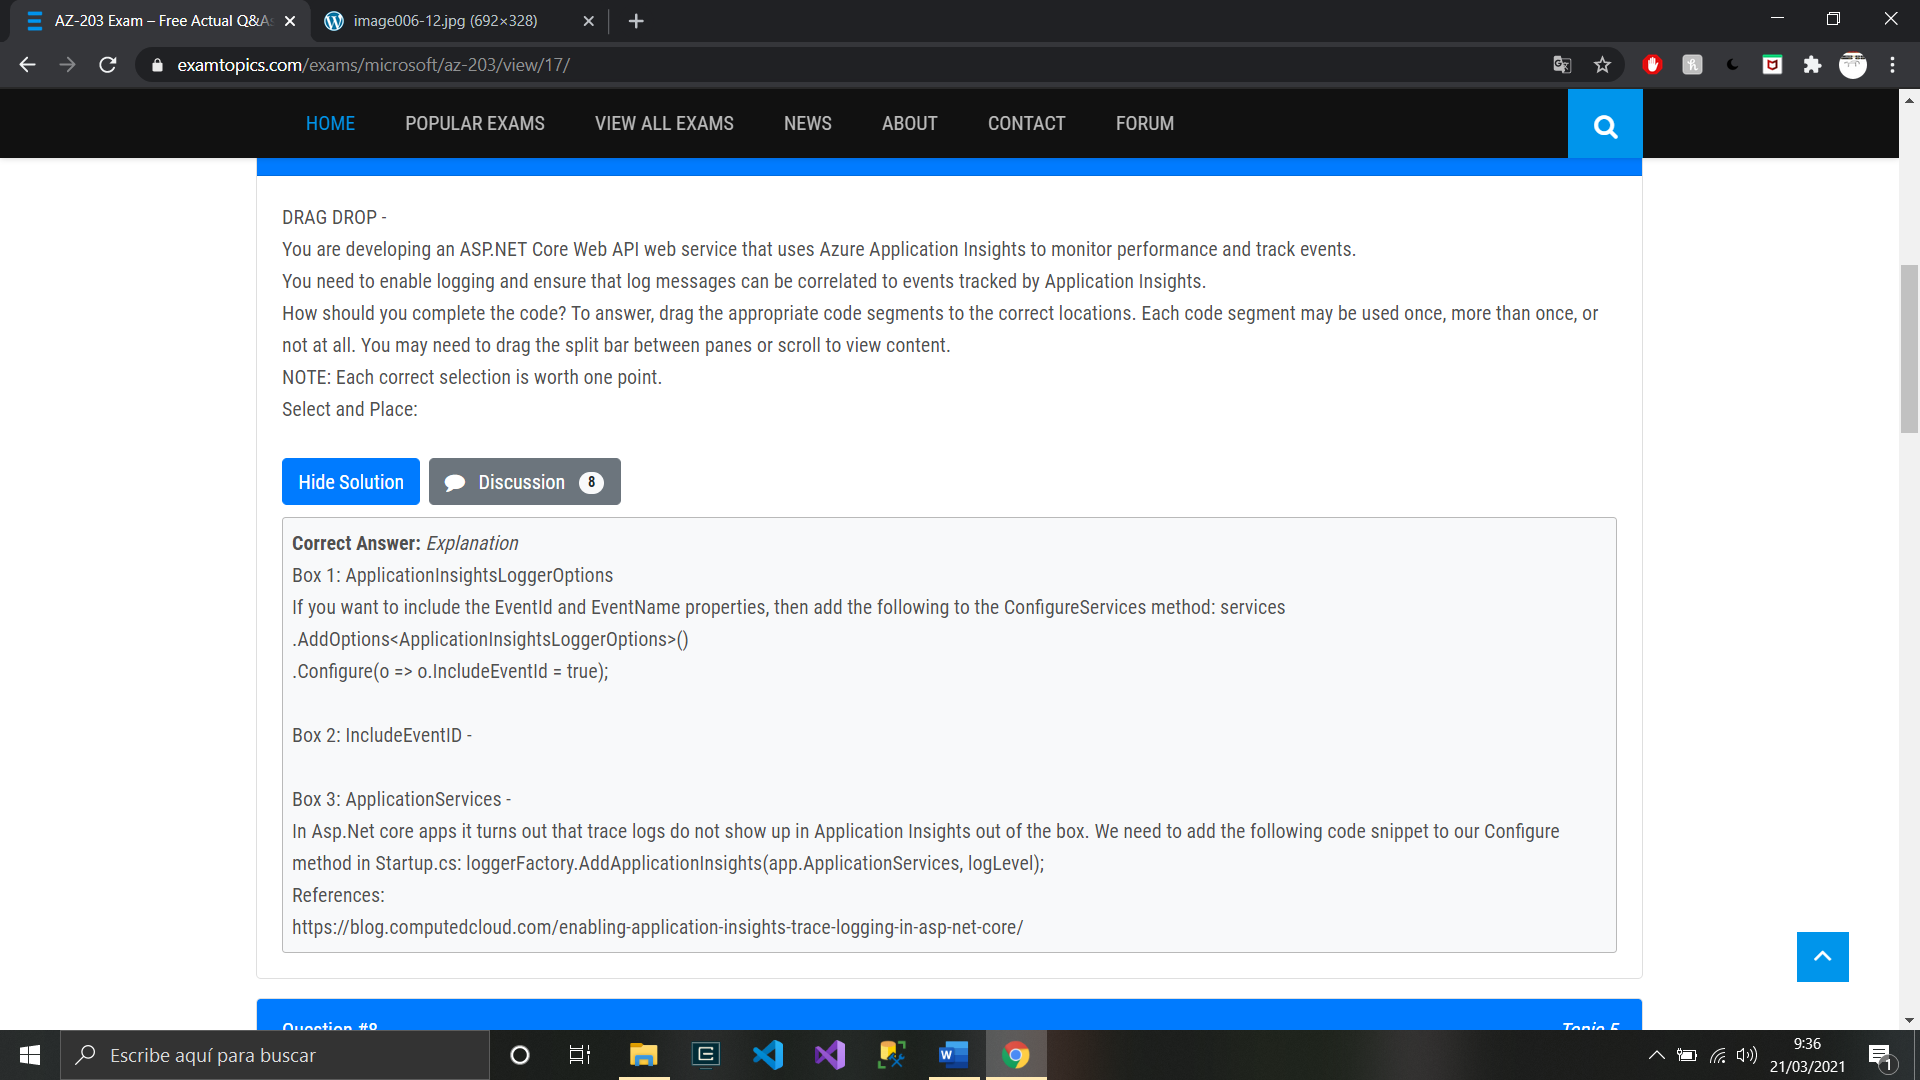 AZ-203 Exam – Free Actual Q&As
image006-12.jpg (692×328)
examtopics.com/exams/microsoft/az-203/view/17/
HOME
POPULAR EXAMS
VIEW ALL EXAMS
NEWS
ABOUT
CONTACT
FORUM
DRAG DROP -
You are developing an ASP.NET Core Web API web service that uses Azure Application Insights to monitor performance and track events.
You need to enable logging and ensure that log messages can be correlated to events tracked by Application Insights.
How should you complete the code? To answer, drag the appropriate code segments to the correct locations. Each code segment may be used once, more than once, or
not at all. You may need to drag the split bar between panes or scroll to view content.
NOTE: Each correct selection is worth one point.
Select and Place:
Hide Solution
Discussion 8
Correct Answer: Explanation
Box 1: ApplicationInsightsLoggerOptions
If you want to include the EventId and EventName properties, then add the following to the ConfigureServices method: services
.AddOptions<ApplicationInsightsLoggerOptions>()
.Configure(o => o.IncludeEventId = true);
Box 2: IncludeEventID -
Box 3: ApplicationServices -
In Asp.Net core apps it turns out that trace logs do not show up in Application Insights out of the box. We need to add the following code snippet to our Configure
method in Startup.cs: loggerFactory.AddApplicationInsights(app.ApplicationServices, logLevel);
References:
https://blog.computedcloud.com/enabling-application-insights-trace-logging-in-asp-net-core/
Question #8
Topic 5
Escribe aquí para buscar
9:36
21/03/2021
1